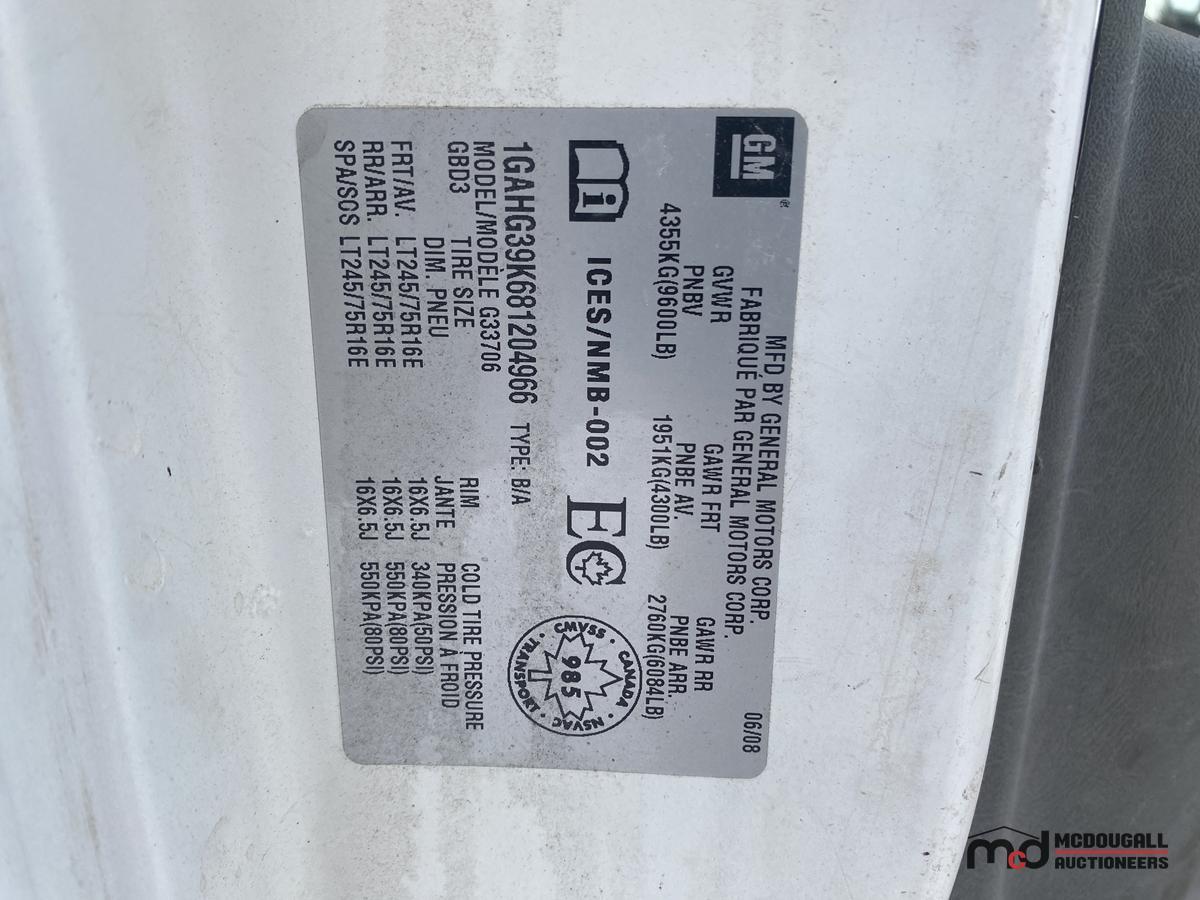 GM
MFD BY GENERAL MOTORS CORP.
FABRIQUÉ PAR GENERAL MOTORS CORP.
06/08
GVWR GAWR FRT GAWR RR
PNBV PNBE AV. PNBE ARR.
4355KG(9600LB) 1951KG(4300LB) 2760KG(6084LB)
i ICES/NMB-002 EC
CMVSS · CANADA · NSVAC · TRANSPORT ·
985
1GAHG39K681204966 TYPE: B/A
MODEL/MODÈLE G33706
GBD3 TIRE SIZE RIM COLD TIRE PRESSURE
DIM. PNEU JANTE PRESSION À FROID
FRT/AV. LT245/75R16E 16X6.5J 340KPA(50PSI)
RR/ARR. LT245/75R16E 16X6.5J 550KPA(80PSI)
SPA/SOS LT245/75R16E 16X6.5J 550KPA(80PSI)
mcd MCDOUGALL
AUCTIONEERS